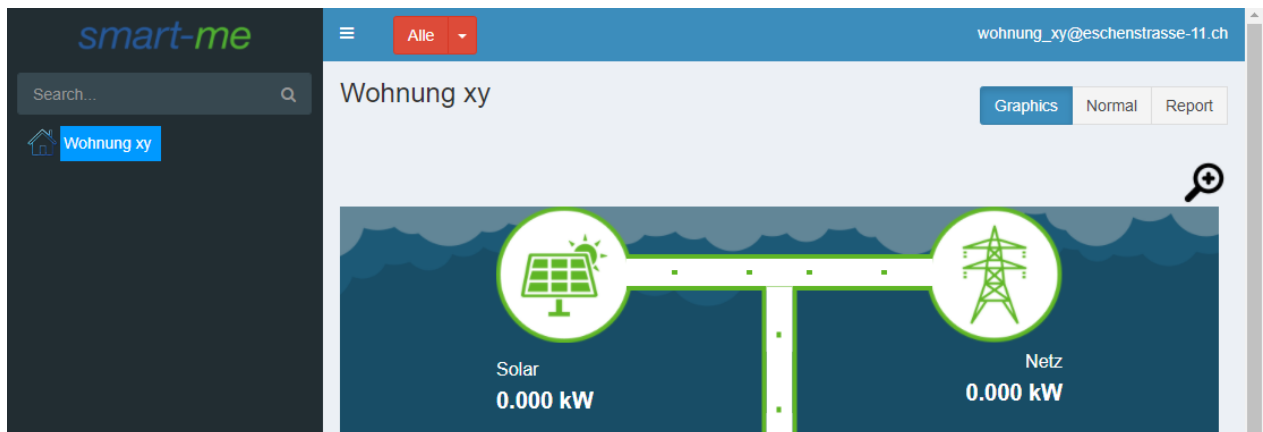 smart-me
Alle
wohnung_xy@eschenstrasse-11.ch
Search...
Wohnung xy
Wohnung xy
Graphics Normal Report
Solar
0.000 kW
Netz
0.000 kW